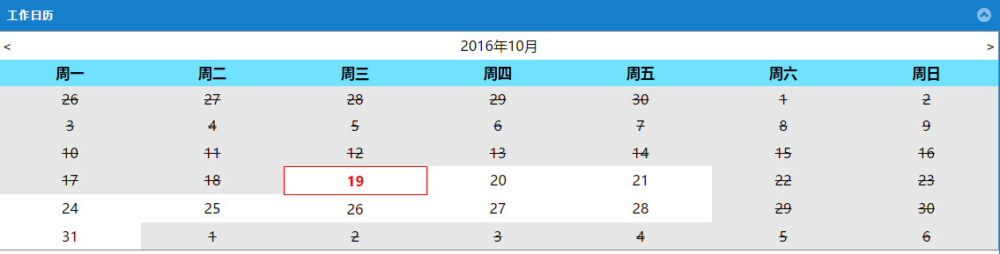 工作日历
< 2016年10月 >
周一 周二 周三 周四 周五 周六 周日
26 27 28 29 30 1 2
3 4 5 6 7 8 9
10 11 12 13 14 15 16
17 18 19 20 21 22 23
24 25 26 27 28 29 30
31 1 2 3 4 5 6